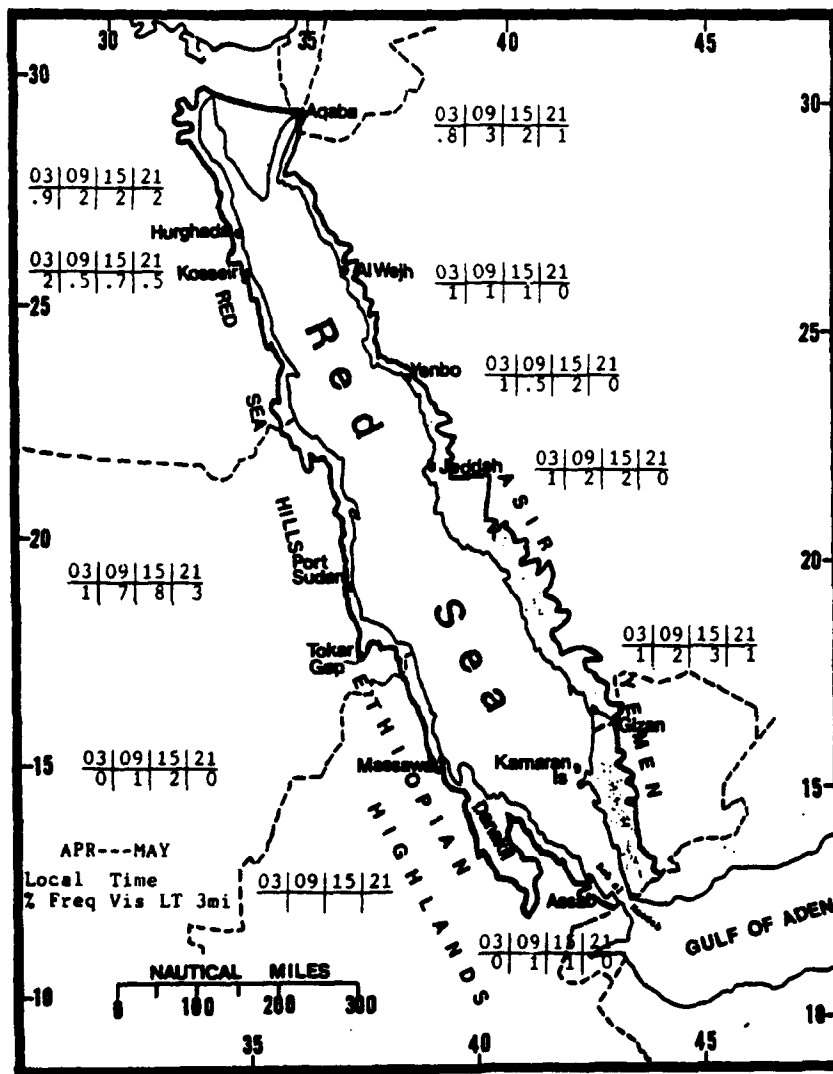 30 35 40 45
30
30
Aqaba
03 09 15 21
.8 3 2 1
03 09 15 21
.9 2 2 2
Hurghada
03 09 15 21
2 .5 .7 .5
Kosseir
Al Wejh
03 09 15 21
1 1 1 0
25
25
RED SEA HILLS
Red Sea
Yenbo
03 09 15 21
1 .5 2 0
Jeddah
03 09 15 21
1 2 2 0
ASIR
20
20
Port
Sudan
03 09 15 21
1 7 8 3
Tokar
Gap
03 09 15 21
1 2 3 1
YEMEN
Gizan
ETHIOPIAN
HIGHLANDS
03 09 15 21
0 1 2 0
15
15
Massawa
Kamaran
Is
Danakil
APR---MAY
Local Time
% Freq Vis LT 3mi
03 09 15 21
Assab
03 09 15 21
0 1 1 0
GULF OF ADEN
NAUTICAL MILES
0 100 200 300
10
10
35 40 45